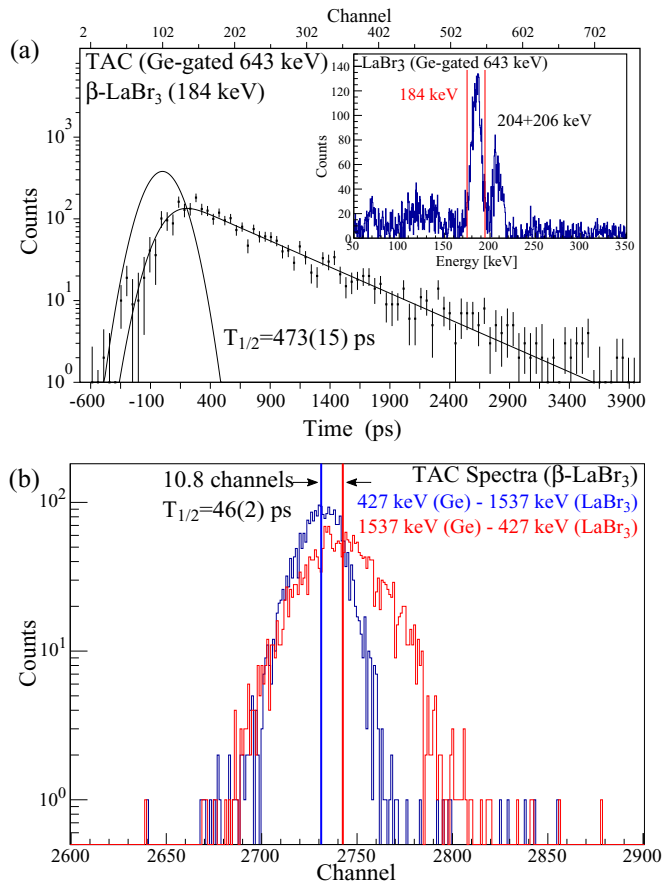 Channel
2 102 202 302 402 502 602 702
(a)
TAC (Ge-gated 643 keV)
β-LaBr₃ (184 keV)
LaBr₃ (Ge-gated 643 keV)
184 keV
204+206 keV
Counts
140
120
100
80
60
40
20
0
50 100 150 200 250 300 350
Energy [keV]
Counts
10³
10²
10
10⁰
T₁/₂=473(15) ps
-600 -100 400 900 1400 1900 2400 2900 3400 3900
Time (ps)
(b)
10.8 channels
T₁/₂=46(2) ps
TAC Spectra (β-LaBr₃)
427 keV (Ge) - 1537 keV (LaBr₃)
1537 keV (Ge) - 427 keV (LaBr₃)
Counts
10²
10¹
10⁰
2600 2650 2700 2750 2800 2850 2900
Channel